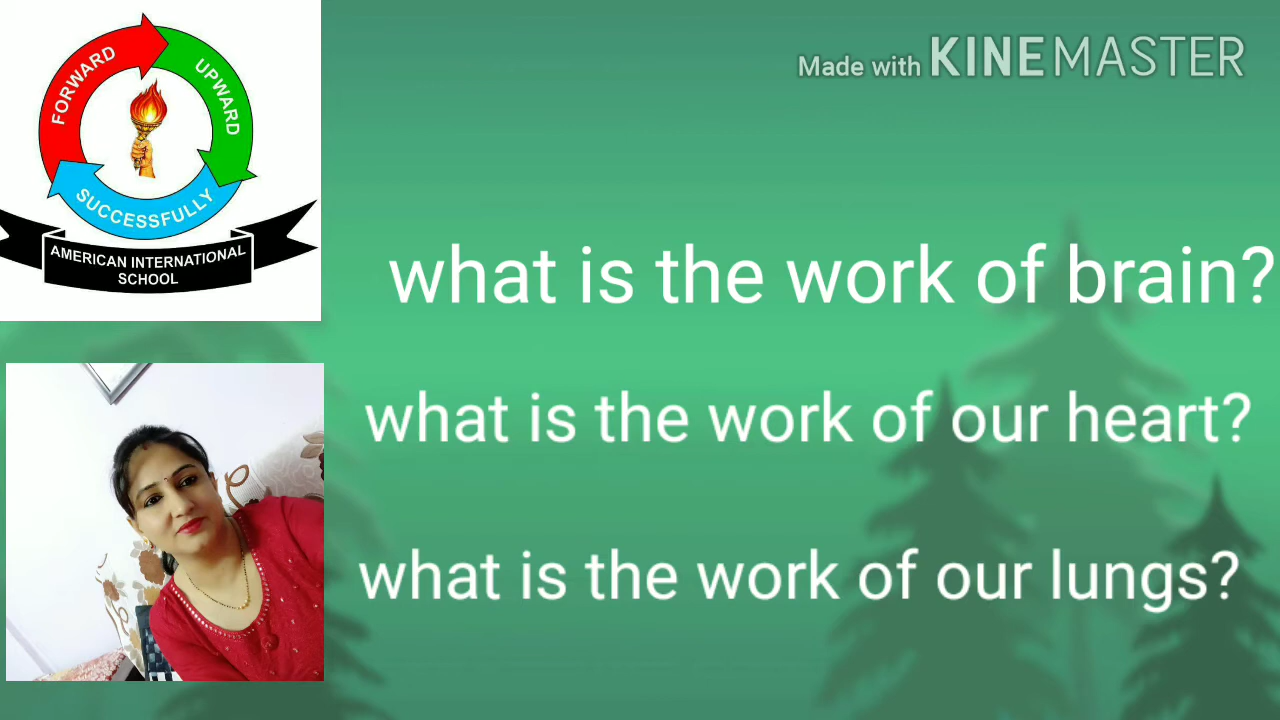 FORWARD
UPWARD
SUCCESSFULLY
AMERICAN INTERNATIONAL
SCHOOL
Made with KINEMASTER
what is the work of brain?
what is the work of our heart?
what is the work of our lungs?